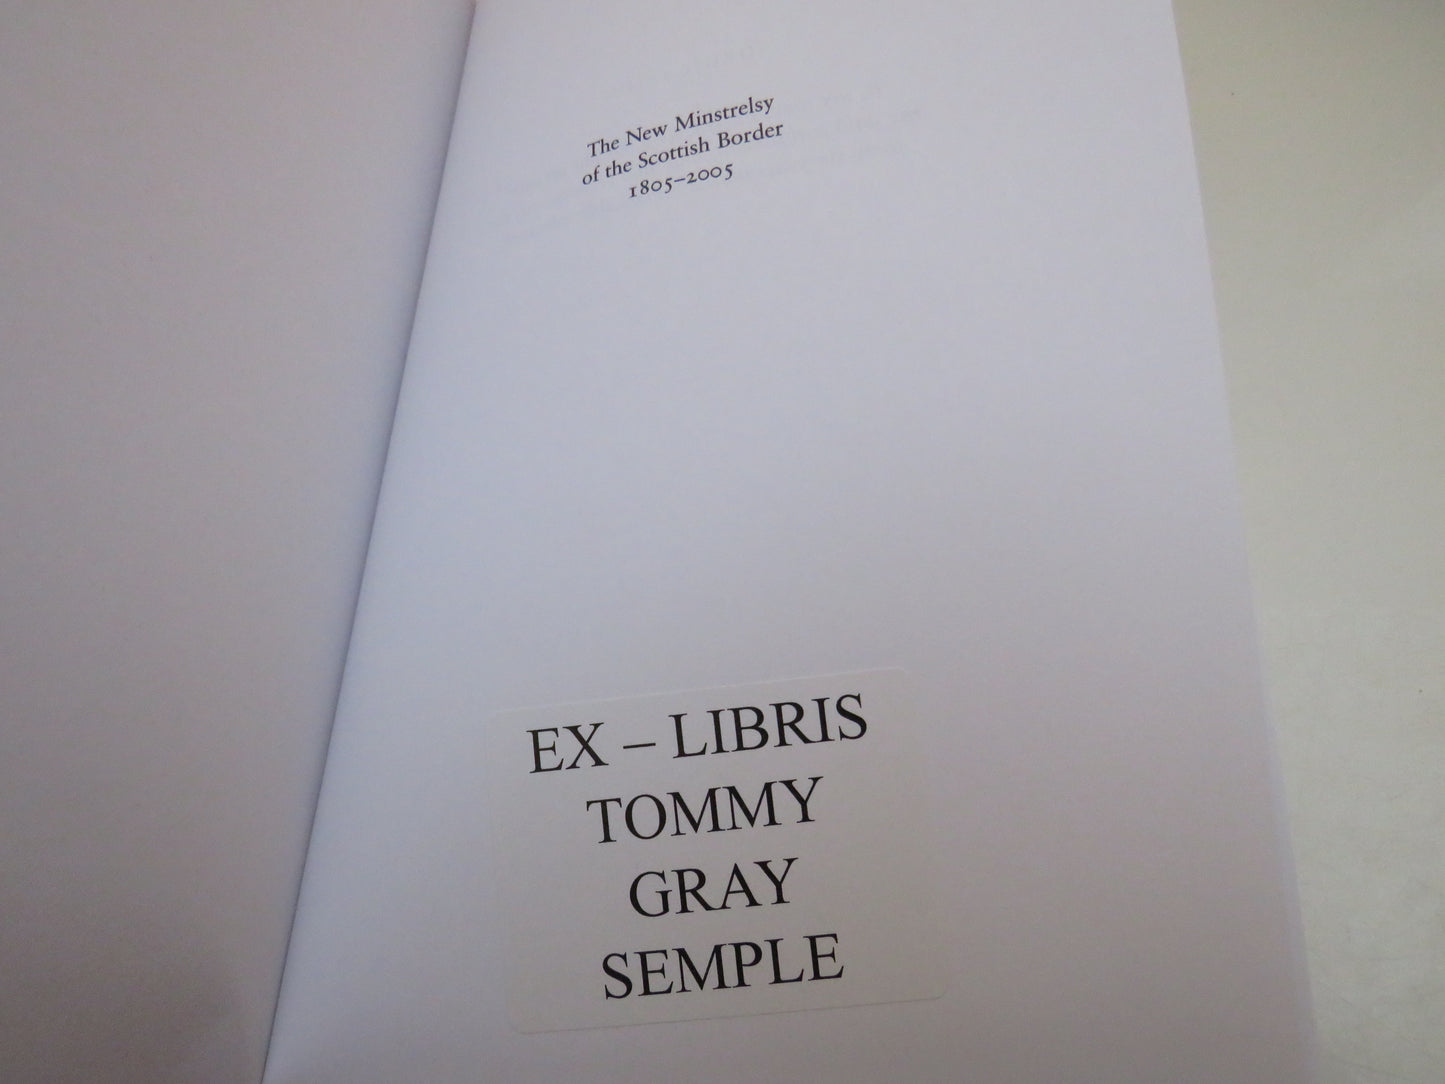 The New Minstrelsy
of the Scottish Border
1805–2005
EX – LIBRIS
TOMMY
GRAY
SEMPLE